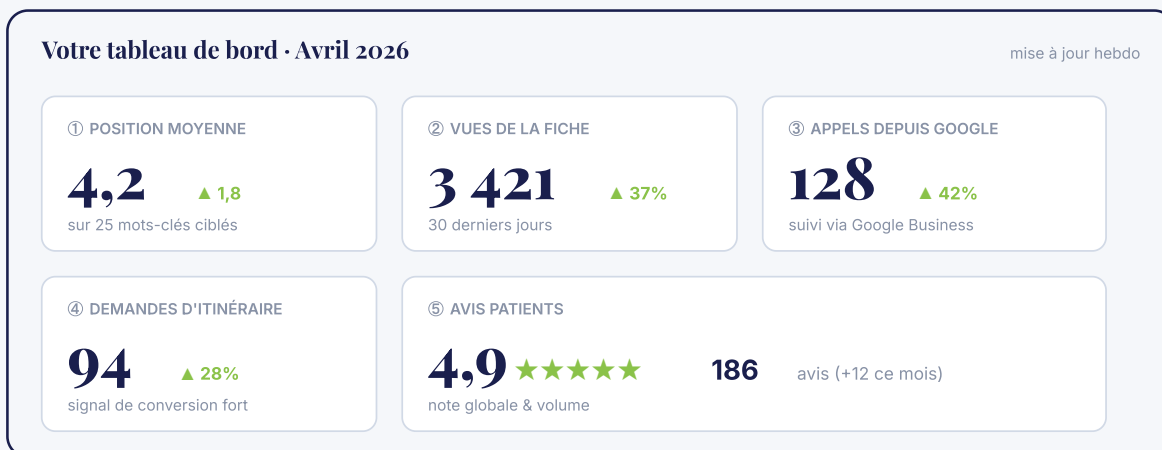 Votre tableau de bord · Avril 2026
mise à jour hebdo
① POSITION MOYENNE
4,2 ▲ 1,8
sur 25 mots-clés ciblés
② VUES DE LA FICHE
3 421 ▲ 37%
30 derniers jours
③ APPELS DEPUIS GOOGLE
128 ▲ 42%
suivi via Google Business
④ DEMANDES D'ITINÉRAIRE
94 ▲ 28%
signal de conversion fort
⑤ AVIS PATIENTS
4,9 ★★★★★ 186 avis (+12 ce mois)
note globale & volume